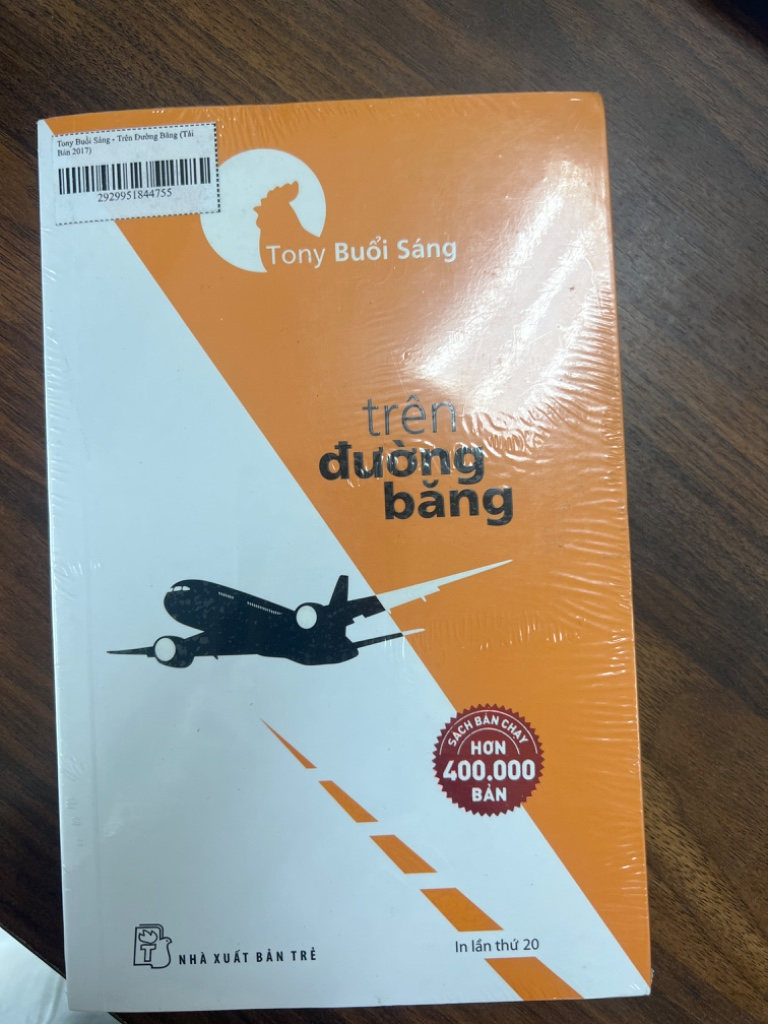 Tony Buổi Sáng - Trên Đường Băng (Tái
Bản 2017)
2929951844755
Tony Buổi Sáng
trên
đường
băng
SÁCH BÁN CHẠY
HƠN
400.000
BẢN
In lần thứ 20
NHÀ XUẤT BẢN TRẺ